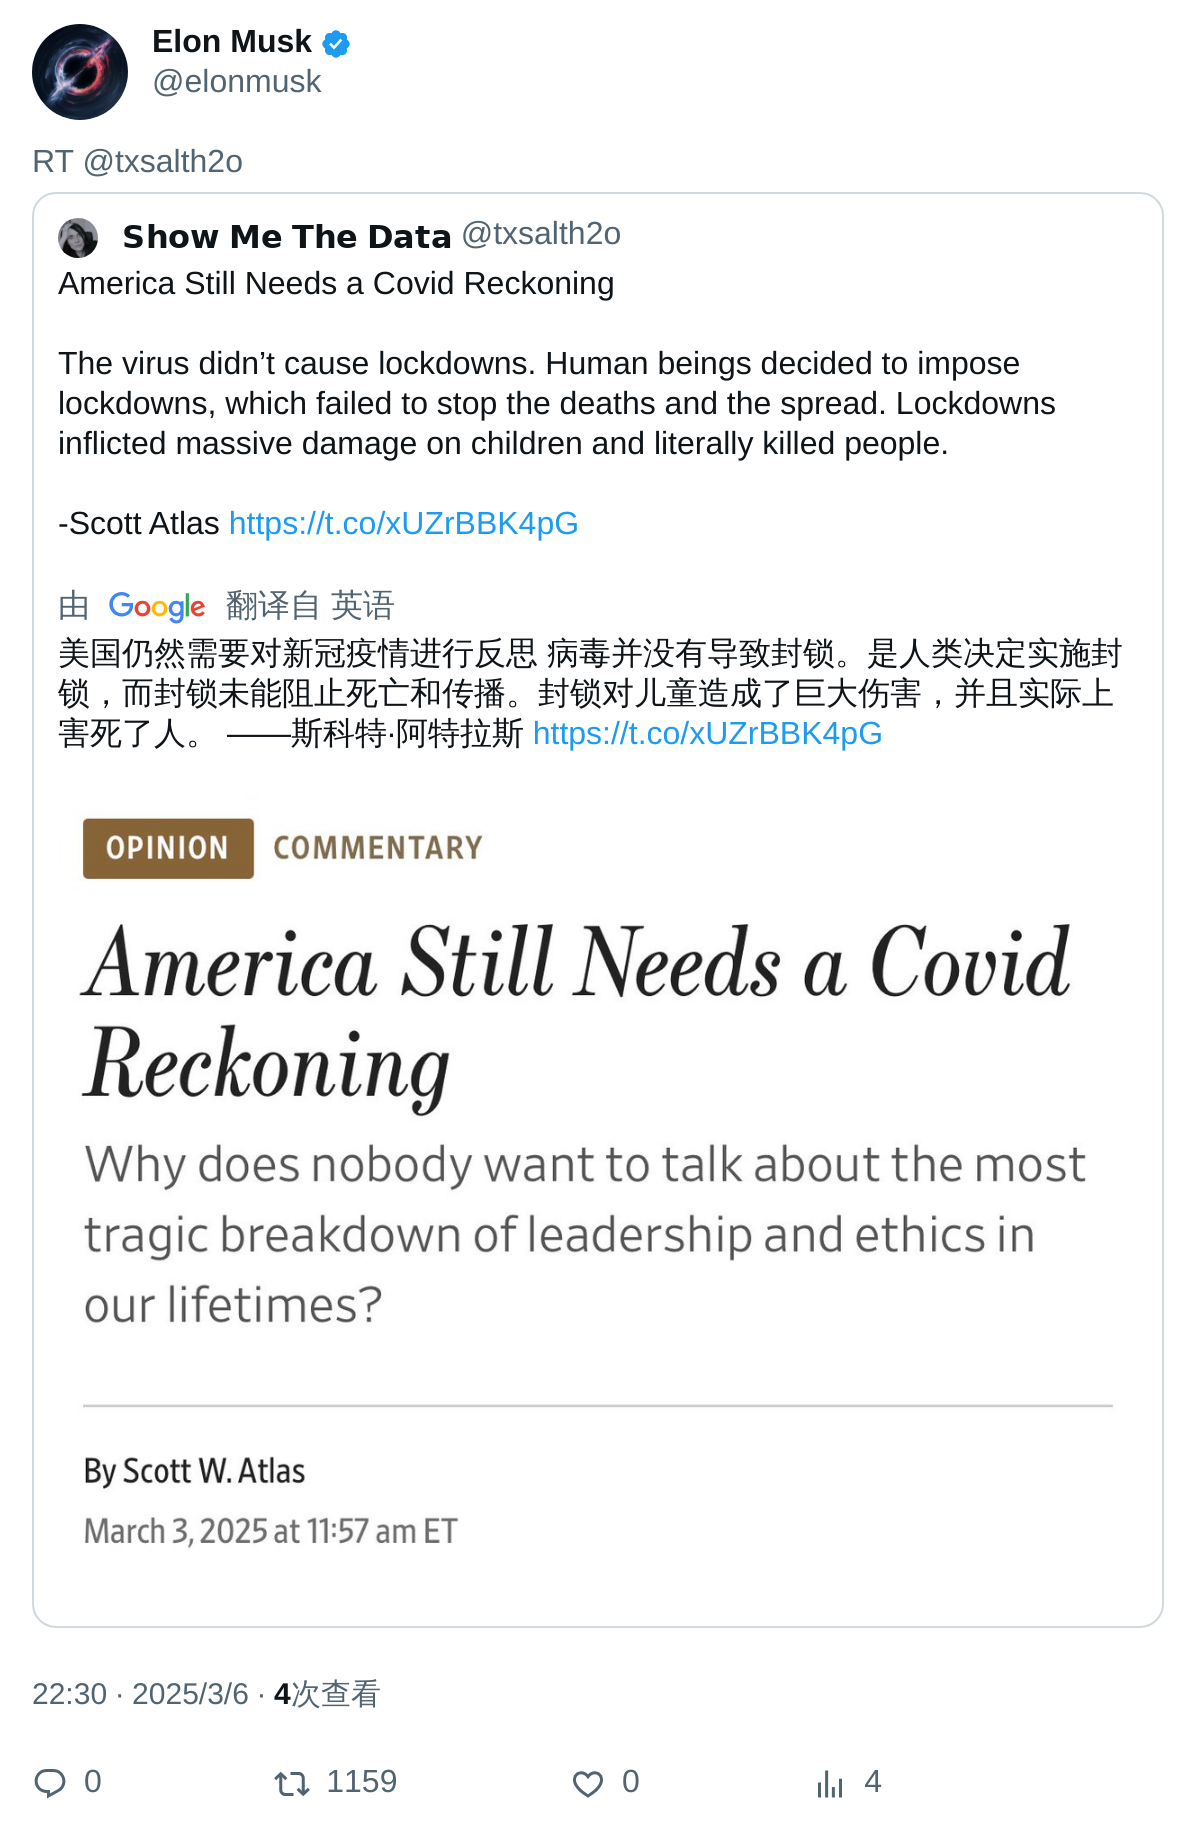 Elon Musk
@elonmusk
RT @txsalth2o
Show Me The Data @txsalth2o
America Still Needs a Covid Reckoning
The virus didn’t cause lockdowns. Human beings decided to impose
lockdowns, which failed to stop the deaths and the spread. Lockdowns
inflicted massive damage on children and literally killed people.
-Scott Atlas https://t.co/xUZrBBK4pG
由 Google 翻译自 英语
美国仍然需要对新冠疫情进行反思 病毒并没有导致封锁。是人类决定实施封
锁，而封锁未能阻止死亡和传播。封锁对儿童造成了巨大伤害，并且实际上
害死了人。 ——斯科特·阿特拉斯 https://t.co/xUZrBBK4pG
OPINION COMMENTARY
America Still Needs a Covid
Reckoning
Why does nobody want to talk about the most
tragic breakdown of leadership and ethics in
our lifetimes?
By Scott W. Atlas
March 3, 2025 at 11:57 am ET
22:30 · 2025/3/6 · 4次查看
0 1159 0 4